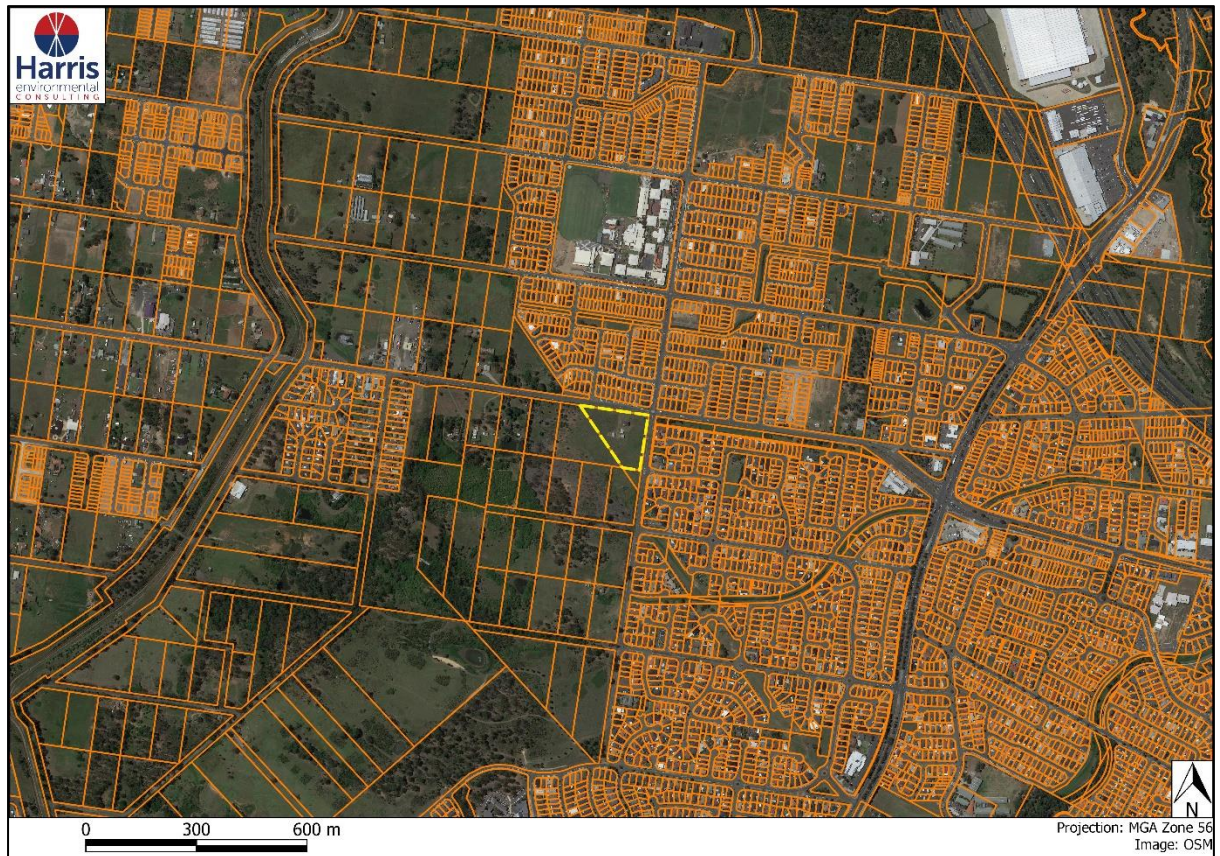 Harris
environmental
CONSULTING
N
0 300 600 m
Projection: MGA Zone 56
Image: OSM